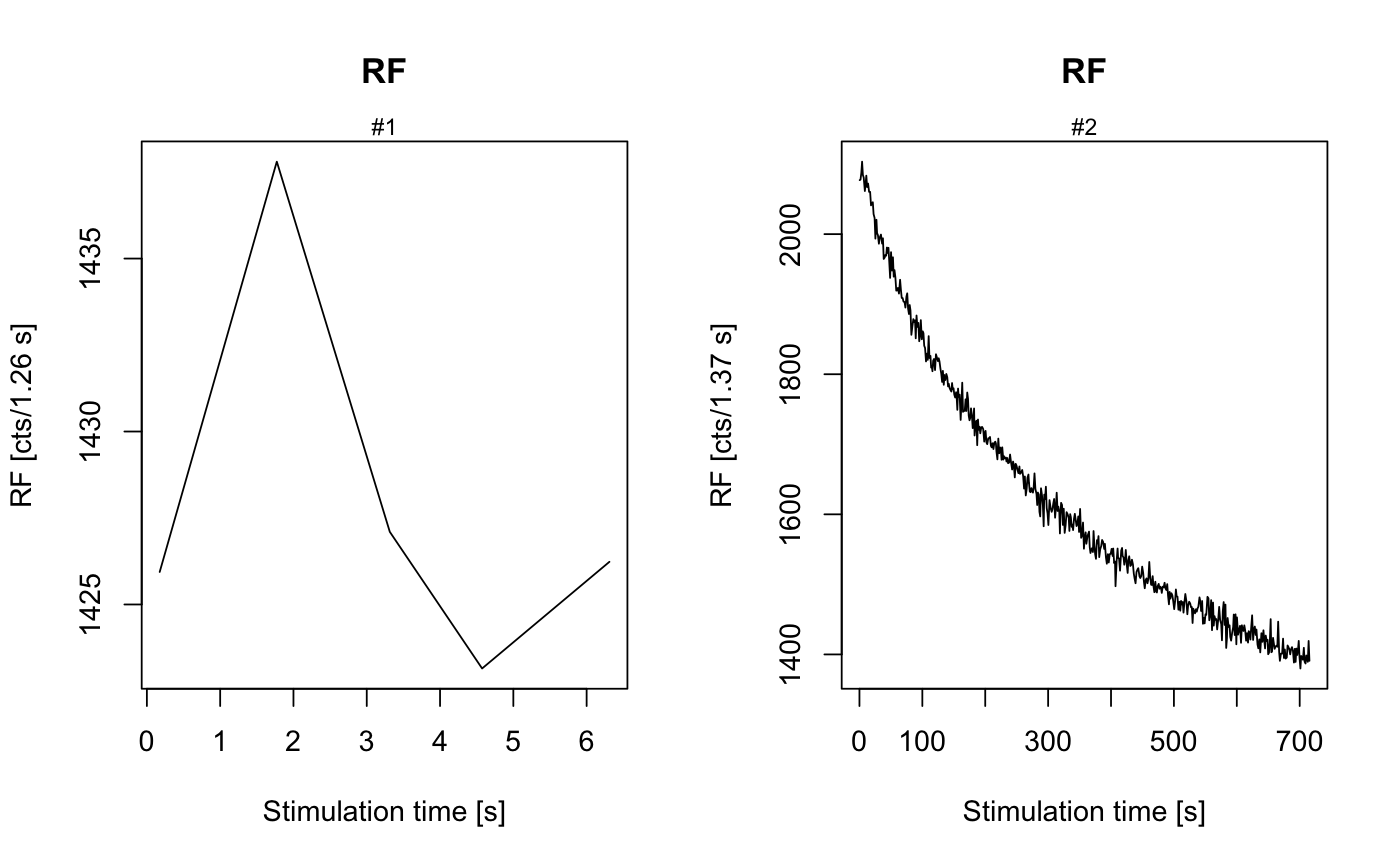 RF
#1
RF [cts/1.26 s]
1435
1430
1425
0 1 2 3 4 5 6
Stimulation time [s]
RF
#2
RF [cts/1.37 s]
2000
1800
1600
1400
0 100 300 500 700
Stimulation time [s]